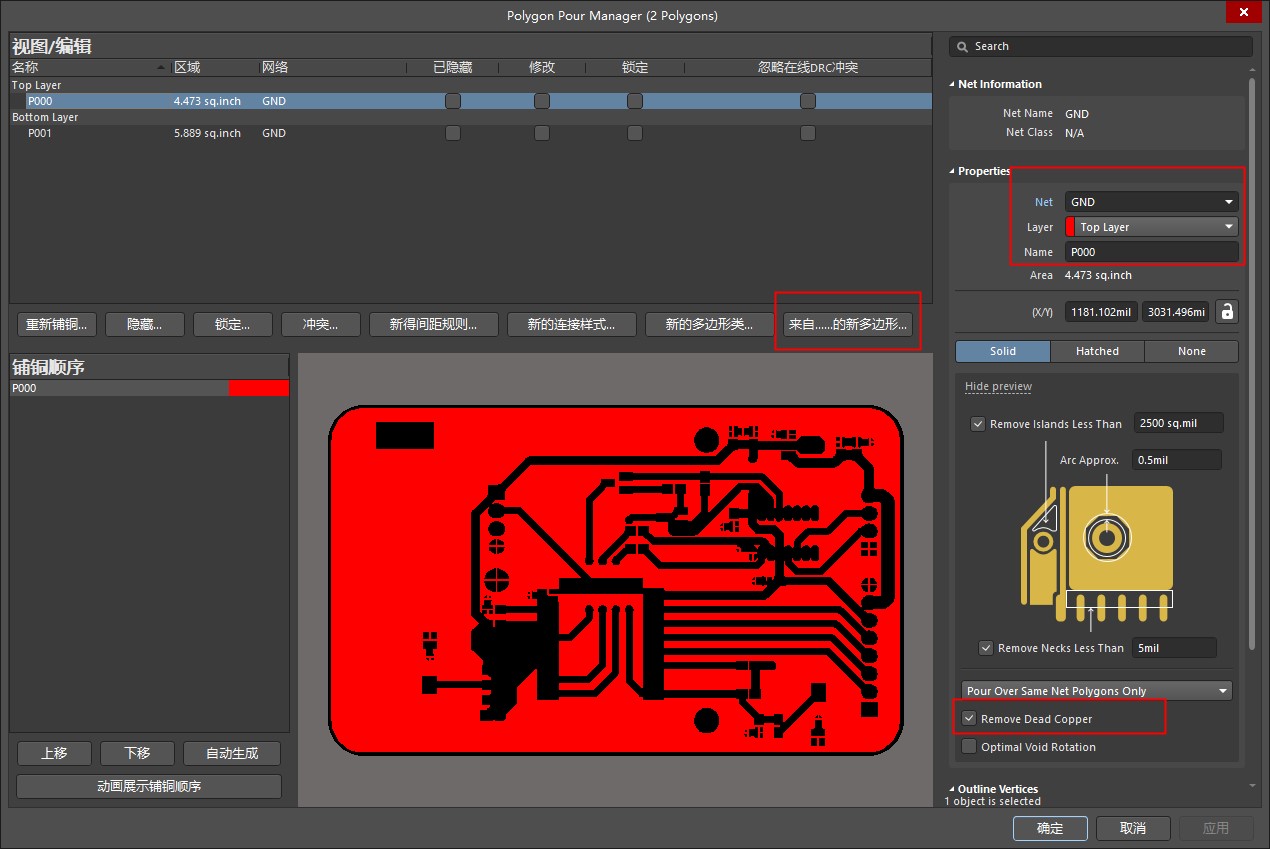 Polygon Pour Manager (2 Polygons)
视图/编辑
名称 区域 网络 已隐藏 修改 锁定 忽略在线DRC冲突
Top Layer
P000 4.473 sq.inch GND
Bottom Layer
P001 5.889 sq.inch GND
重新铺铜... 隐藏... 锁定... 冲突... 新得间距规则... 新的连接样式... 新的多边形类... 来自......的新多边形...
铺铜顺序
P000
上移 下移 自动生成
动画展示铺铜顺序
Search
Net Information
Net Name GND
Net Class N/A
Properties
Net GND
Layer Top Layer
Name P000
Area 4.473 sq.inch
(X/Y) 1181.102mil 3031.496mi
Solid Hatched None
Hide preview
Remove Islands Less Than 2500 sq.mil
Arc Approx. 0.5mil
Remove Necks Less Than 5mil
Pour Over Same Net Polygons Only
Remove Dead Copper
Optimal Void Rotation
Outline Vertices
1 object is selected
确定 取消 应用